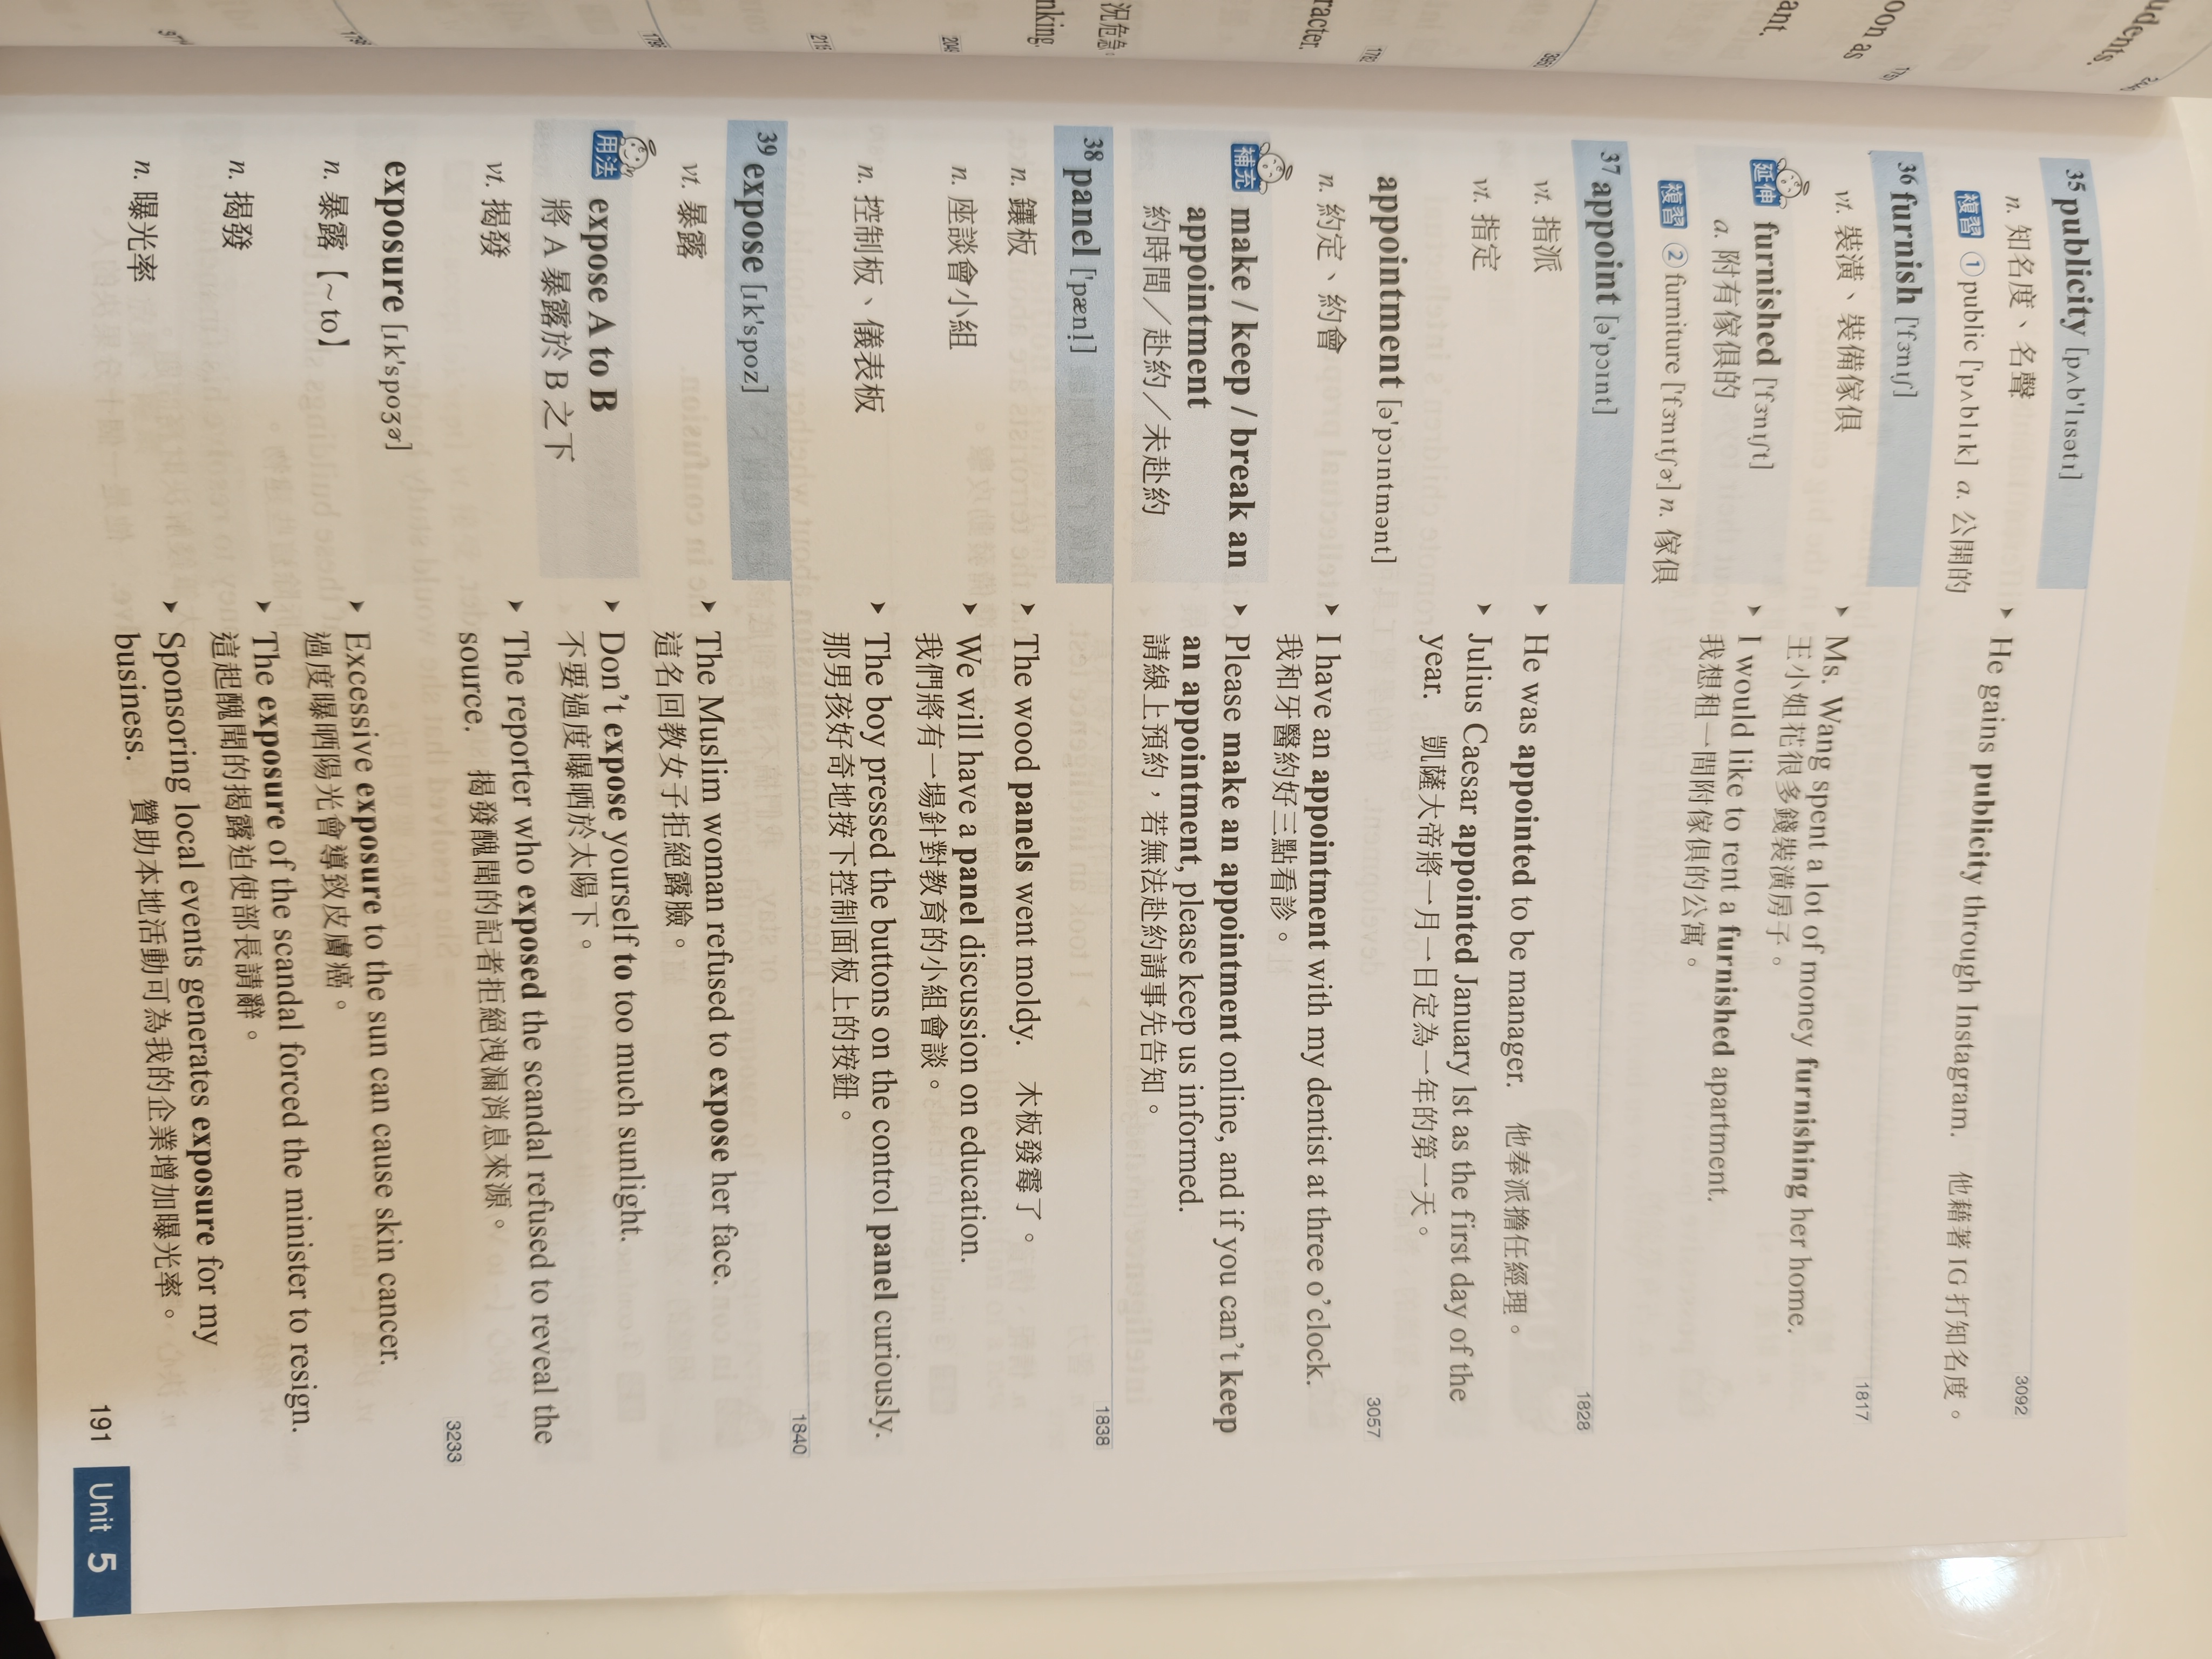 35 publicity [pʌb'lɪsətɪ] 3092
n. 知名度、名聲
➤ He gains publicity through Instagram. 他藉著 IG 打知名度。
複習 ① public ['pʌblɪk] a. 公開的
36 furnish ['fɝnɪʃ] 1817
vt. 裝潢、裝備傢俱
➤ Ms. Wang spent a lot of money furnishing her home.
王小姐花很多錢裝潢房子。
延伸 furnished ['fɝnɪʃt]
a. 附有傢俱的
➤ I would like to rent a furnished apartment.
我想租一間附傢俱的公寓。
複習 ② furniture ['fɝnɪtʃɚ] n. 傢俱
37 appoint [ə'pɔɪnt] 1828
vt. 指派
➤ He was appointed to be manager. 他奉派擔任經理。
vt. 指定
➤ Julius Caesar appointed January 1st as the first day of the
year. 凱薩大帝將一月一日定為一年的第一天。
appointment [ə'pɔɪntmənt] 3057
n. 約定、約會
➤ I have an appointment with my dentist at three o'clock.
我和牙醫約好三點看診。
補充 make / keep / break an
appointment
約時間／赴約／未赴約
➤ Please make an appointment online, and if you can't keep
an appointment, please keep us informed.
請線上預約，若無法赴約請事先告知。
38 panel ['pænl̩] 1838
n. 鑲板
➤ The wood panels went moldy. 木板發霉了。
n. 座談會小組
➤ We will have a panel discussion on education.
我們將有一場針對教育的小組會談。
n. 控制板、儀表板
➤ The boy pressed the buttons on the control panel curiously.
那男孩好奇地按下控制面板上的按鈕。
39 expose [ɪk'spoz] 1840
vt. 暴露
➤ The Muslim woman refused to expose her face.
這名回教女子拒絕露臉。
用法 expose A to B
將 A 暴露於 B 之下
➤ Don't expose yourself to too much sunlight.
不要過度曝晒於太陽下。
vt. 揭發
➤ The reporter who exposed the scandal refused to reveal the
source. 揭發醜聞的記者拒絕洩漏消息來源。
exposure [ɪk'spoʒɚ] 3233
n. 暴露【~ to】
➤ Excessive exposure to the sun can cause skin cancer.
過度曝晒陽光會導致皮膚癌。
n. 揭發
➤ The exposure of the scandal forced the minister to resign.
這起醜聞的揭露迫使部長請辭。
n. 曝光率
➤ Sponsoring local events generates exposure for my
business. 贊助本地活動可為我的企業增加曝光率。
191 Unit 5
oon as
ant.
racter.
況危急。
nking.